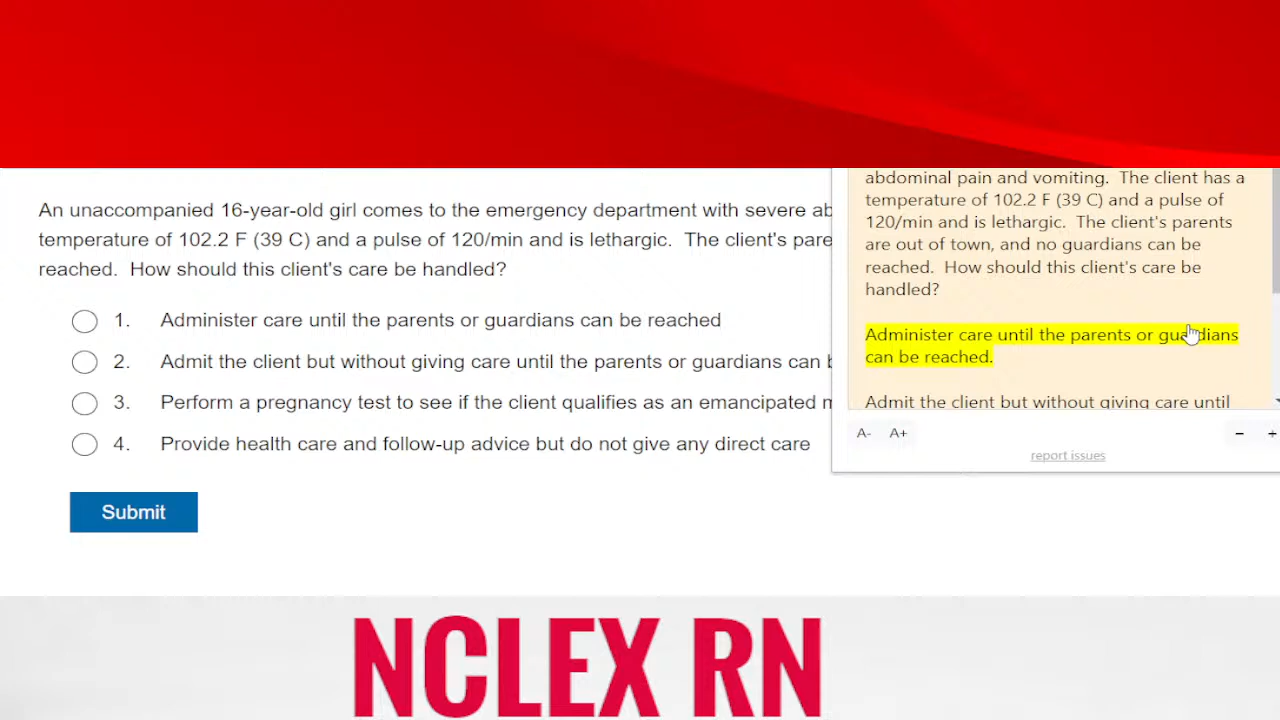 An unaccompanied 16-year-old girl comes to the emergency department with severe
temperature of 102.2 F (39 C) and a pulse of 120/min and is lethargic. The client's
reached. How should this client's care be handled?
1. Administer care until the parents or guardians can be reached
2. Admit the client but without giving care until the parents or guardians can
3. Perform a pregnancy test to see if the client qualifies as an emancipated
4. Provide health care and follow-up advice but do not give any direct care
Submit
abdominal pain and vomiting. The client has a
temperature of 102.2 F (39 C) and a pulse of
120/min and is lethargic. The client's parents
are out of town, and no guardians can be
reached. How should this client's care be
handled?
Administer care until the parents or guardians
can be reached.
Admit the client but without giving care until
A- A+
− +
report issues
NCLEX RN